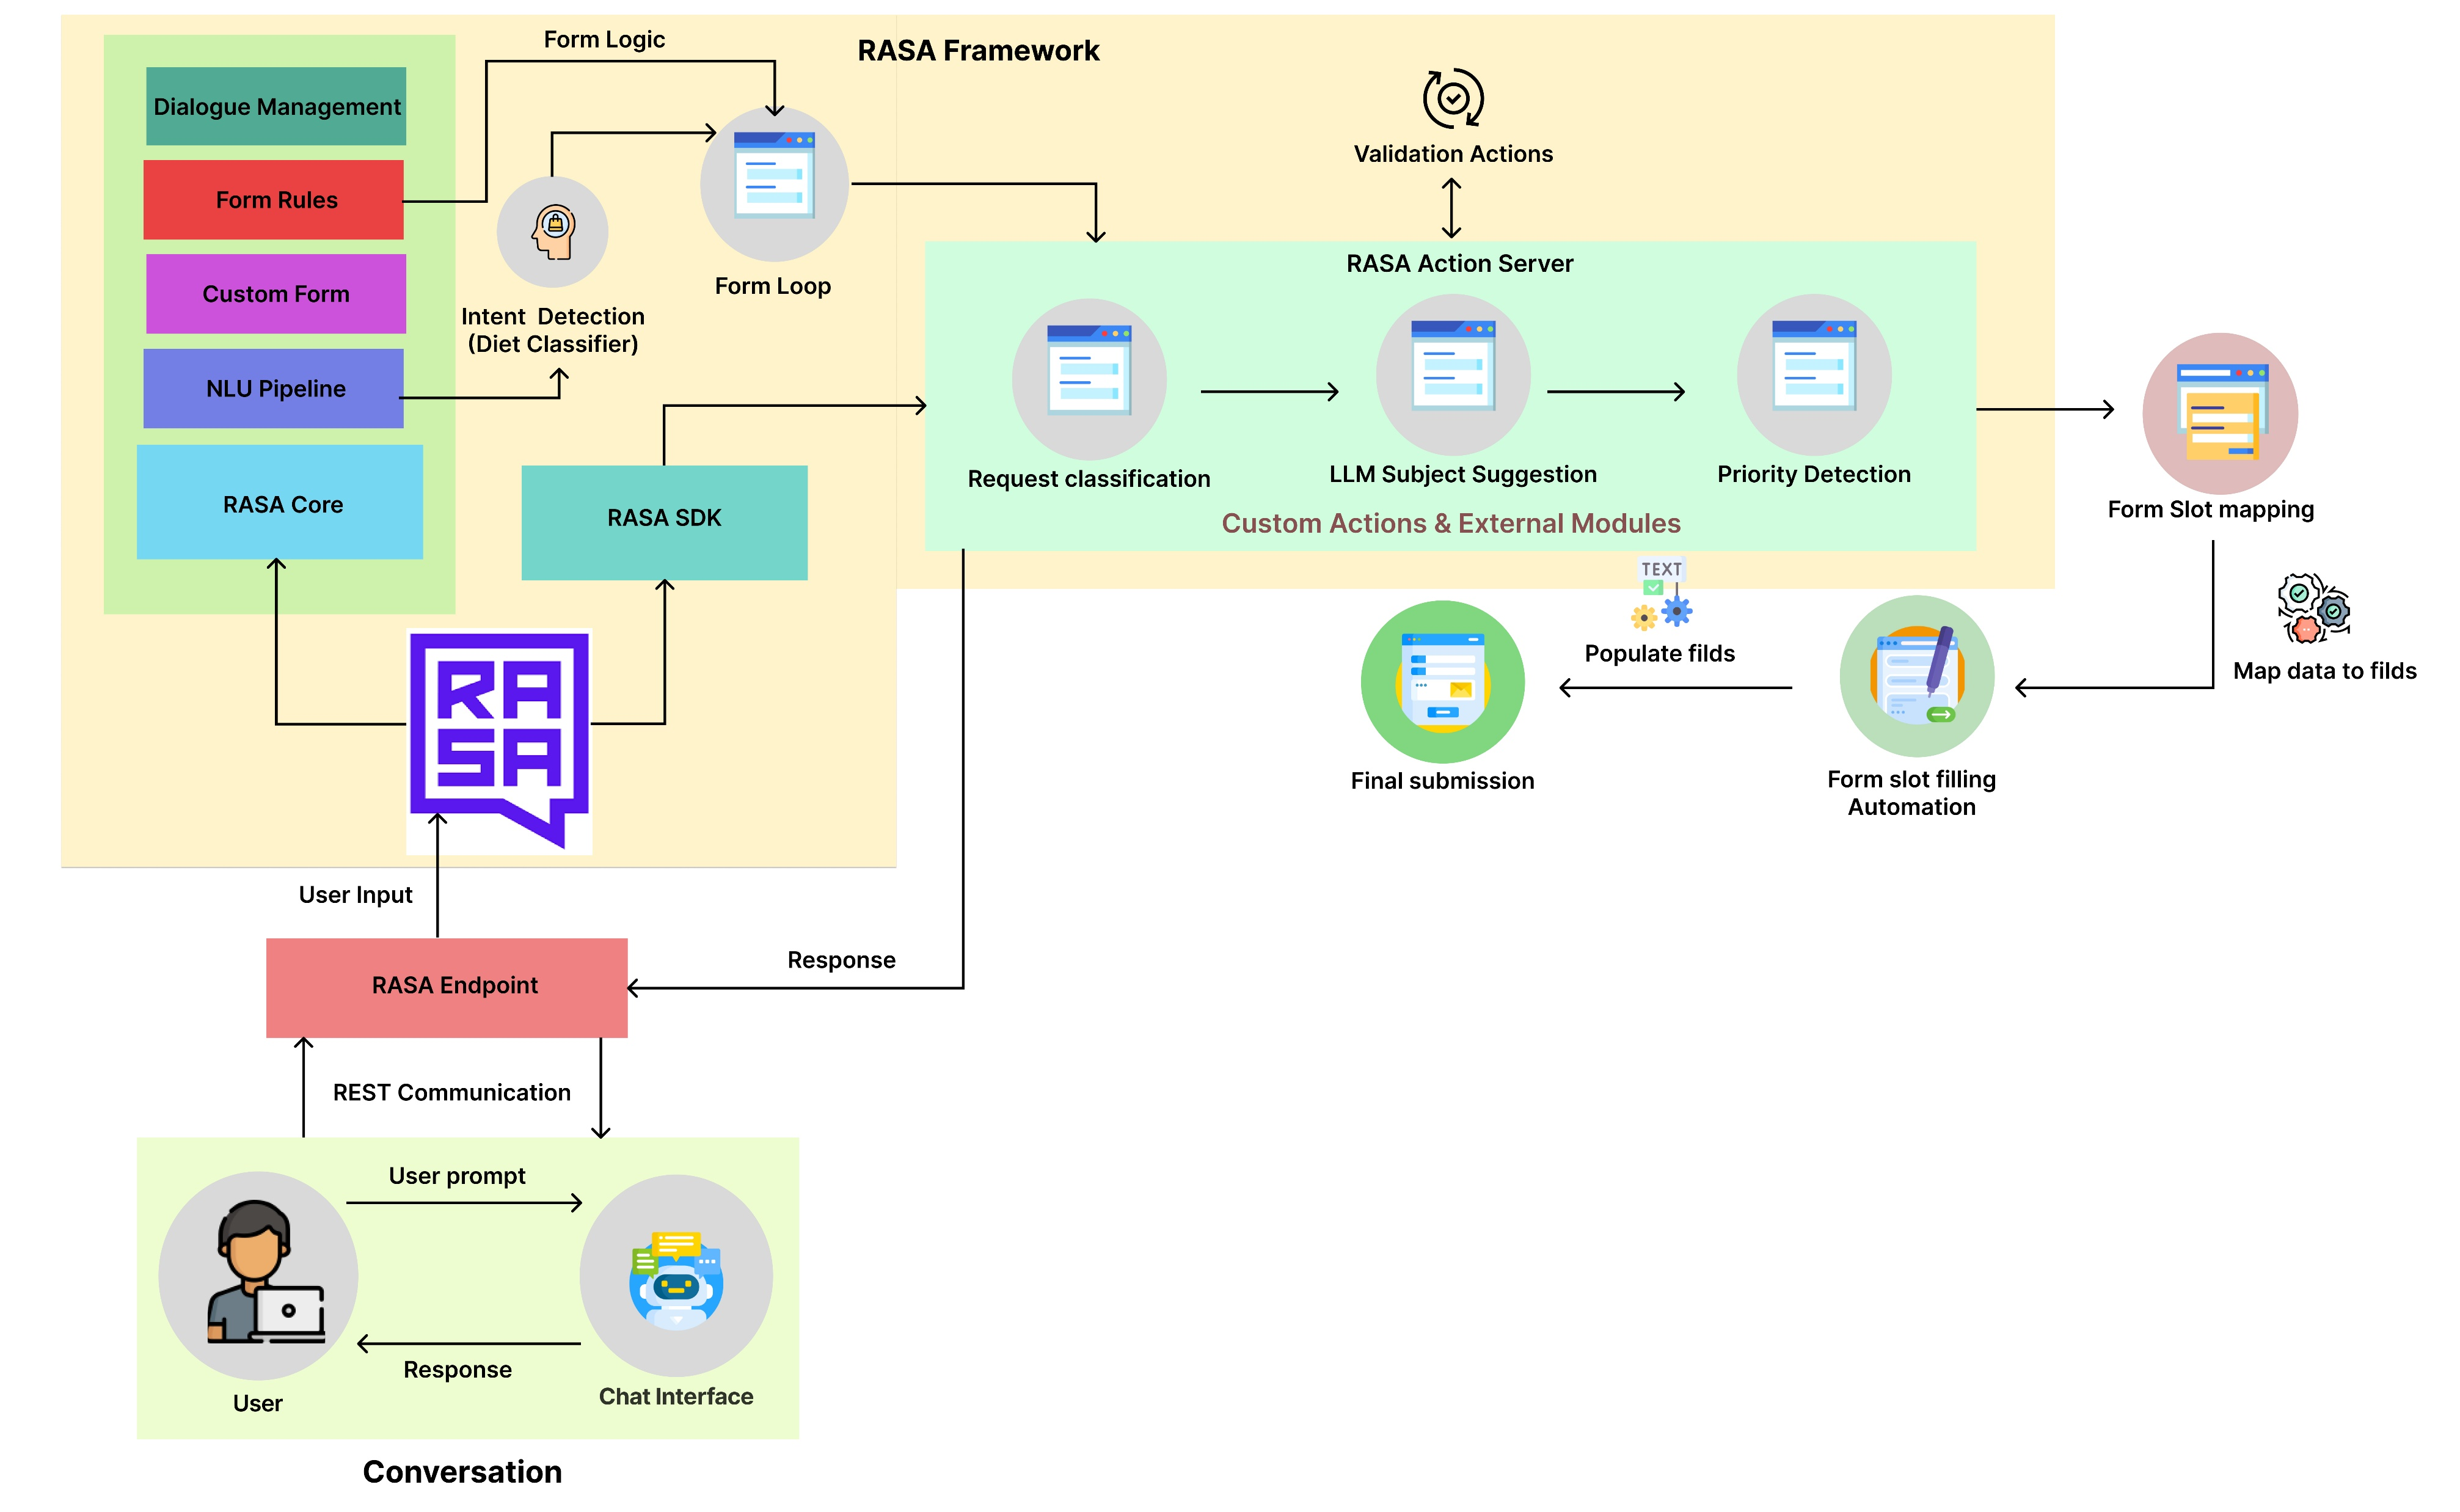 RASA Framework
Form Logic
Dialogue Management
Form Rules
Custom Form
NLU Pipeline
RASA Core
Intent Detection
(Diet Classifier)
Form Loop
RASA SDK
Validation Actions
RASA Action Server
Request classification
LLM Subject Suggestion
Priority Detection
Custom Actions & External Modules
Form Slot mapping
Map data to filds
TEXT
Populate filds
Form slot filling
Automation
Final submission
RA
SA
User Input
RASA Endpoint
Response
REST Communication
User prompt
Response
User
Chat Interface
Conversation